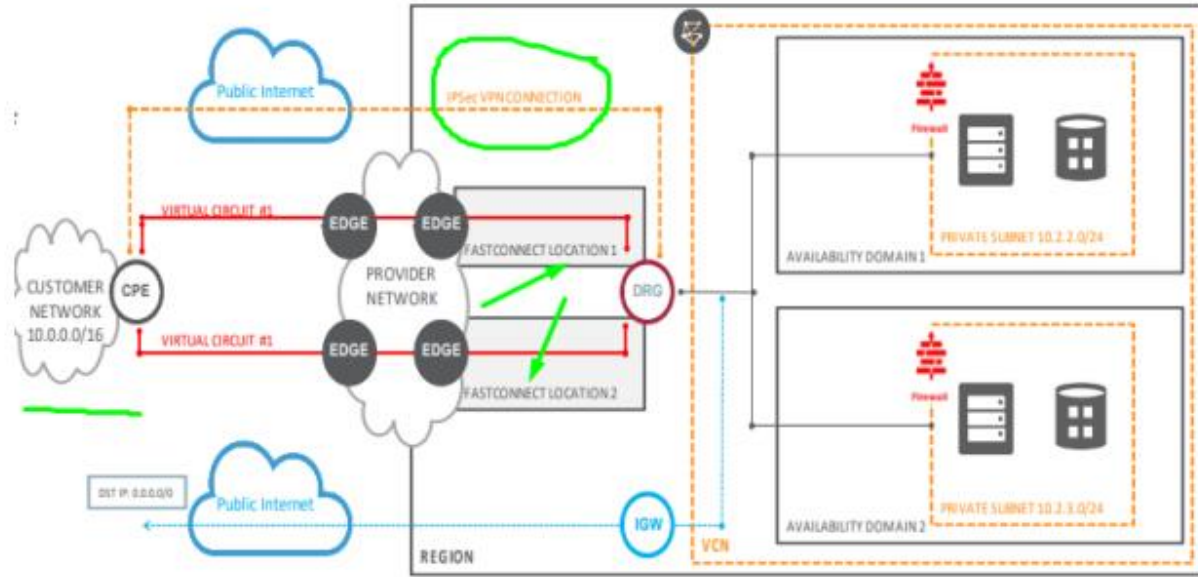 Public Internet
IPSec VPN CONNECTION
Firewall
VIRTUAL CIRCUIT #1
EDGE
EDGE
PRIVATE SUBNET 10.2.2.0/24
FASTCONNECT LOCATION 1
AVAILABILITY DOMAIN 1
CUSTOMER
NETWORK
10.0.0.0/16
CPE
PROVIDER
NETWORK
DRG
VIRTUAL CIRCUIT #1
EDGE
EDGE
Firewall
FASTCONNECT LOCATION 2
DST IP: 0.0.0.0/0
Public Internet
PRIVATE SUBNET 10.2.3.0/24
IGW
AVAILABILITY DOMAIN 2
REGION
VCN